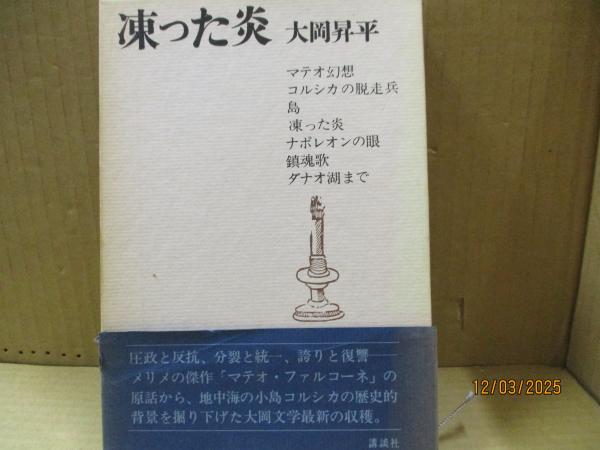 凍った炎 大岡昇平
マテオ幻想
コルシカの脱走兵
島
凍った炎
ナポレオンの眼
鎮魂歌
ダナオ湖まで
圧政と反抗、分裂と統一、誇りと復讐――
メリメの傑作「マテオ・ファルコーネ」の
原話から、地中海の小島コルシカの歴史的
背景を掘り下げた大岡文学最新の収穫。
講談社
12/03/2025